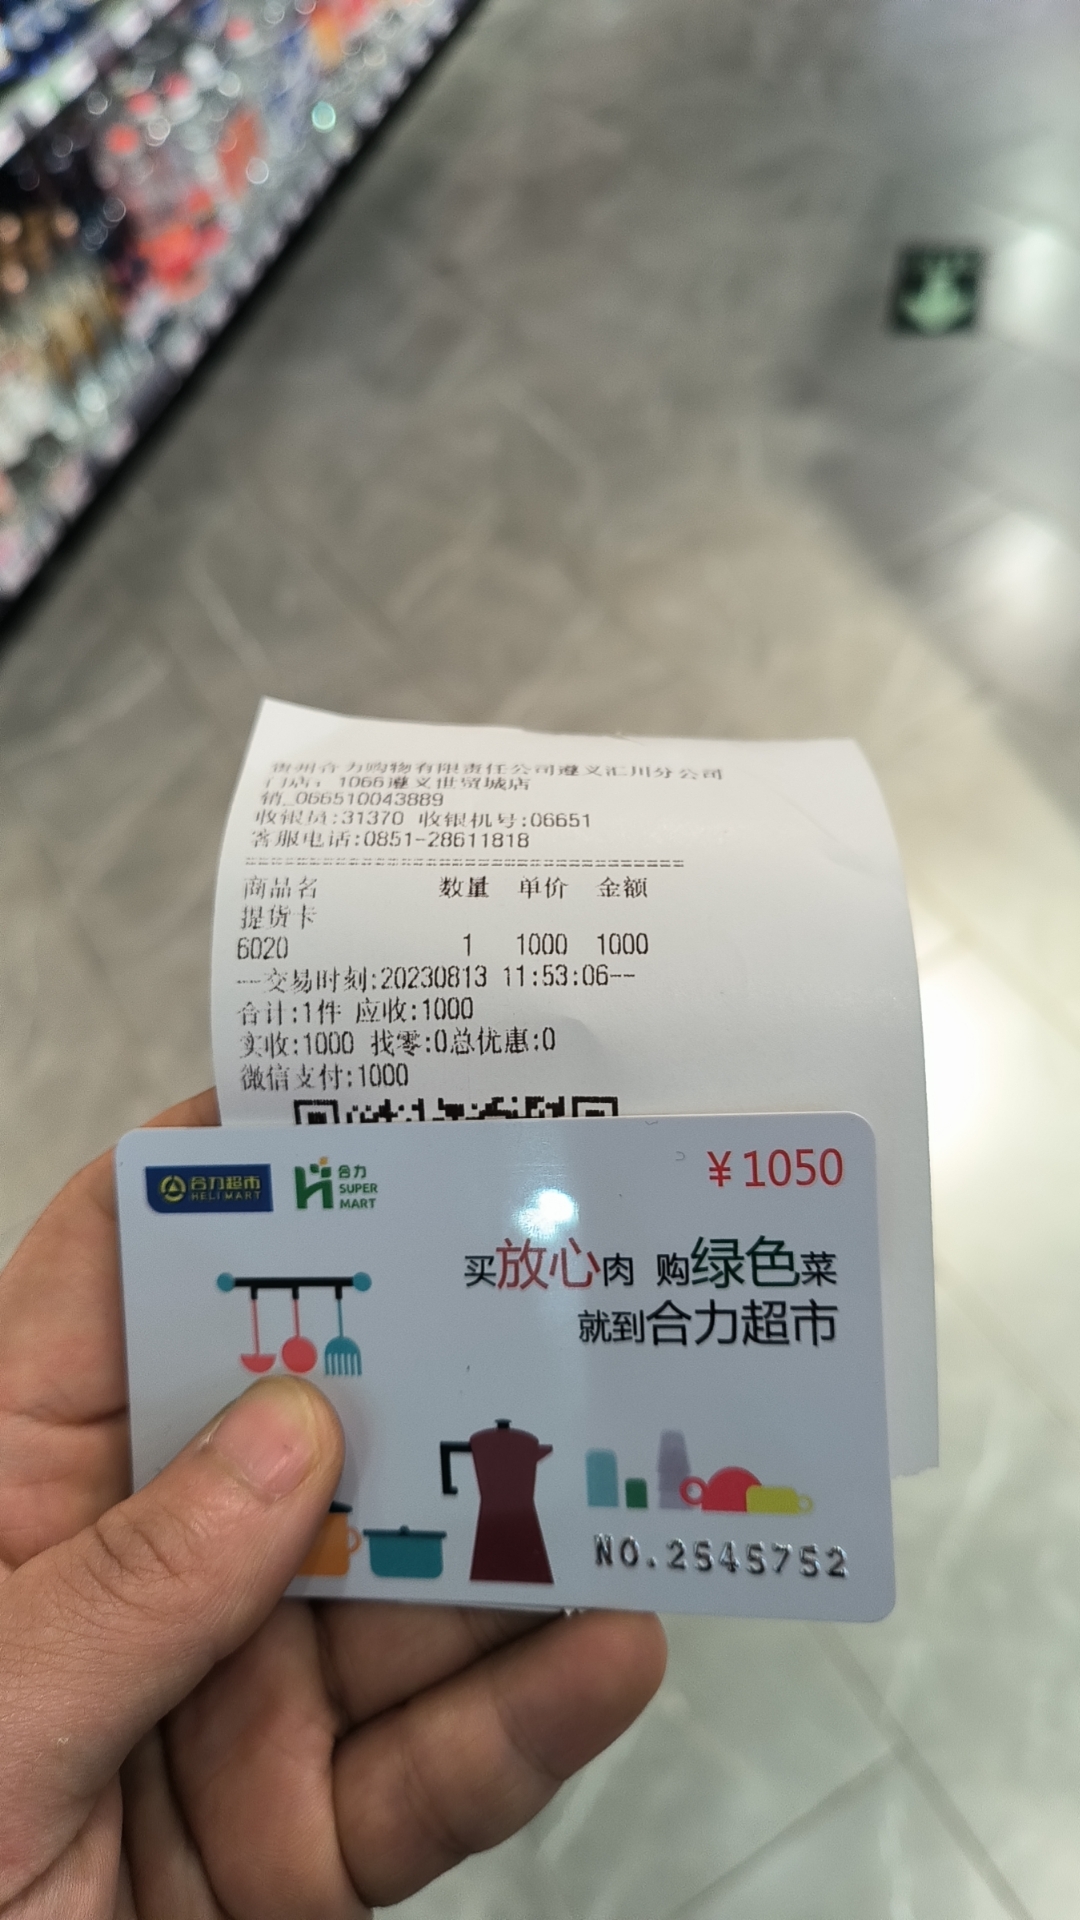 贵州合力购物有限责任公司遵义汇川分公司
门店: 1066遵义世贸城店
销_066510043889
收银员:31370 收银机号:06651
客服电话:0851-28611818
商品名 数量 单价 金额
提货卡
6020 1 1000 1000
--交易时刻:20230813 11:53:06--
合计:1件 应收:1000
实收:1000 找零:0总优惠:0
微信支付:1000
合力超市
HELI MART
合力
SUPER
MART
¥1050
买放心肉 购绿色菜
就到合力超市
NO.2545752